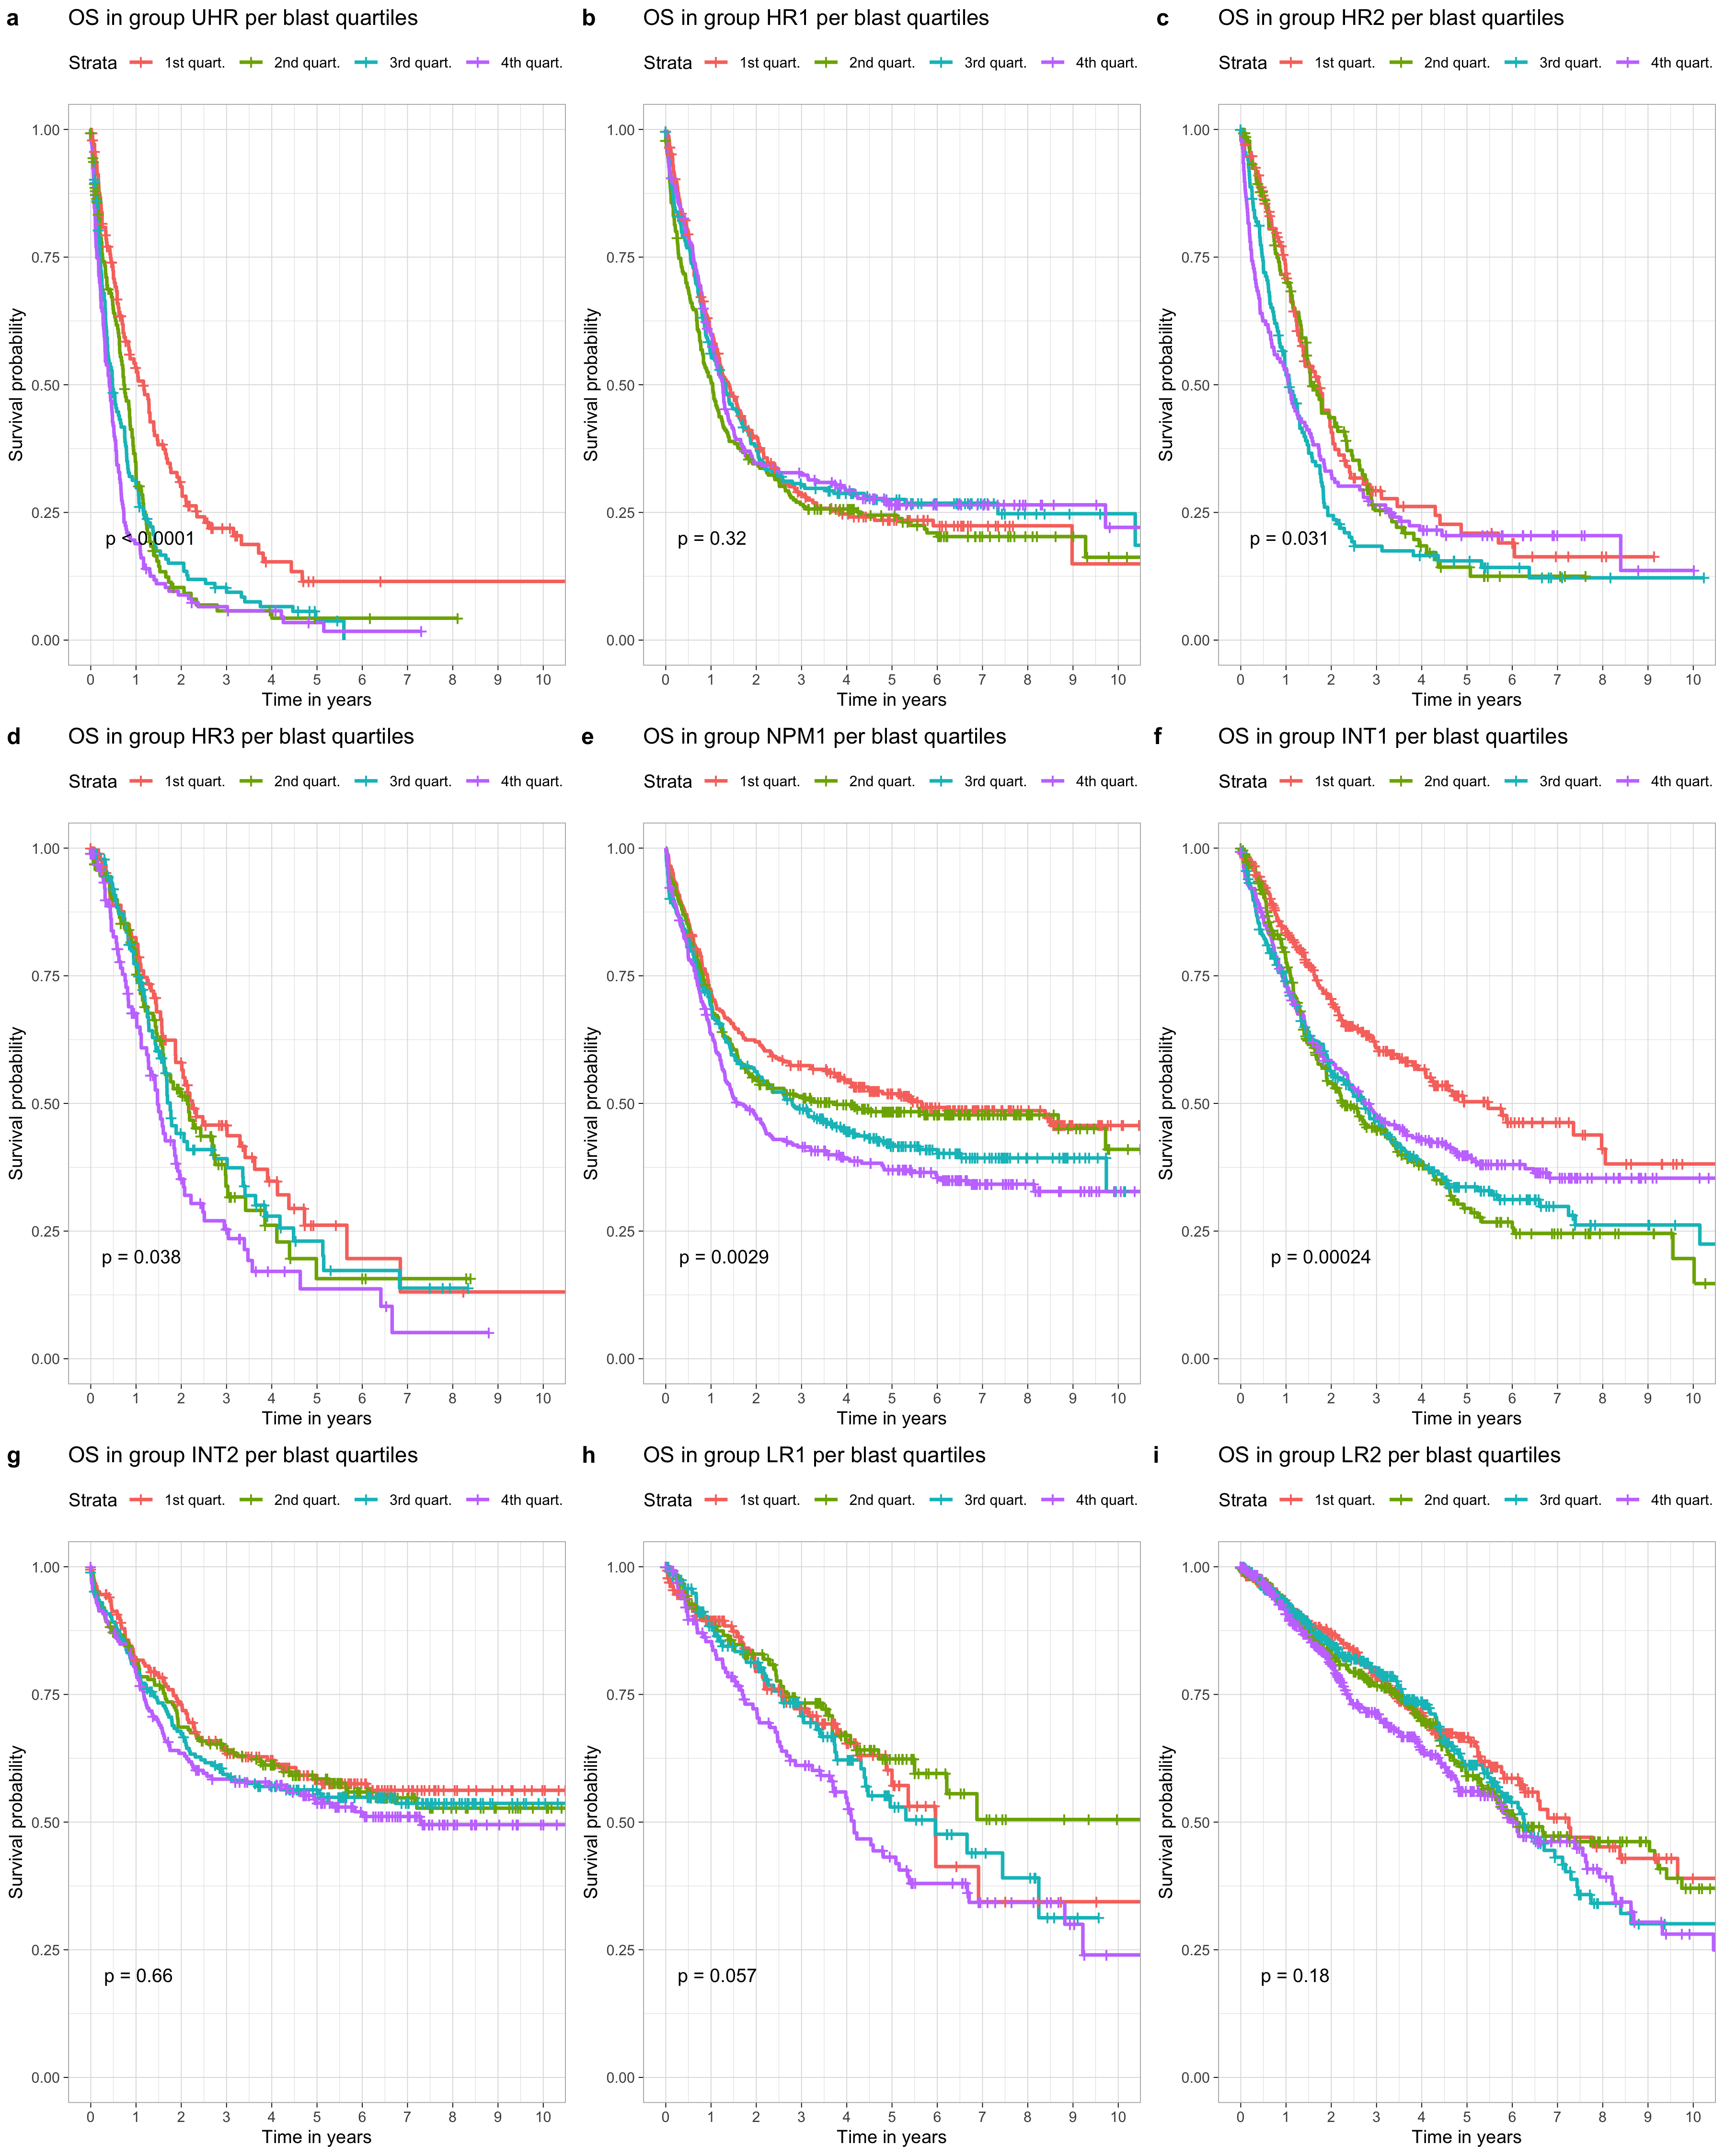 a OS in group UHR per blast quartiles
Strata 1st quart. 2nd quart. 3rd quart. 4th quart.
1.00
0.75
0.50
0.25
0.00
Survival probability
p < 0.0001
0 1 2 3 4 5 6 7 8 9 10
Time in years
b OS in group HR1 per blast quartiles
Strata 1st quart. 2nd quart. 3rd quart. 4th quart.
1.00
0.75
0.50
0.25
0.00
Survival probability
p = 0.32
0 1 2 3 4 5 6 7 8 9 10
Time in years
c OS in group HR2 per blast quartiles
Strata 1st quart. 2nd quart. 3rd quart. 4th quart.
1.00
0.75
0.50
0.25
0.00
Survival probability
p = 0.031
0 1 2 3 4 5 6 7 8 9 10
Time in years
d OS in group HR3 per blast quartiles
Strata 1st quart. 2nd quart. 3rd quart. 4th quart.
1.00
0.75
0.50
0.25
0.00
Survival probability
p = 0.038
0 1 2 3 4 5 6 7 8 9 10
Time in years
e OS in group NPM1 per blast quartiles
Strata 1st quart. 2nd quart. 3rd quart. 4th quart.
1.00
0.75
0.50
0.25
0.00
Survival probability
p = 0.0029
0 1 2 3 4 5 6 7 8 9 10
Time in years
f OS in group INT1 per blast quartiles
Strata 1st quart. 2nd quart. 3rd quart. 4th quart.
1.00
0.75
0.50
0.25
0.00
Survival probability
p = 0.00024
0 1 2 3 4 5 6 7 8 9 10
Time in years
g OS in group INT2 per blast quartiles
Strata 1st quart. 2nd quart. 3rd quart. 4th quart.
1.00
0.75
0.50
0.25
0.00
Survival probability
p = 0.66
0 1 2 3 4 5 6 7 8 9 10
Time in years
h OS in group LR1 per blast quartiles
Strata 1st quart. 2nd quart. 3rd quart. 4th quart.
1.00
0.75
0.50
0.25
0.00
Survival probability
p = 0.057
0 1 2 3 4 5 6 7 8 9 10
Time in years
i OS in group LR2 per blast quartiles
Strata 1st quart. 2nd quart. 3rd quart. 4th quart.
1.00
0.75
0.50
0.25
0.00
Survival probability
p = 0.18
0 1 2 3 4 5 6 7 8 9 10
Time in years